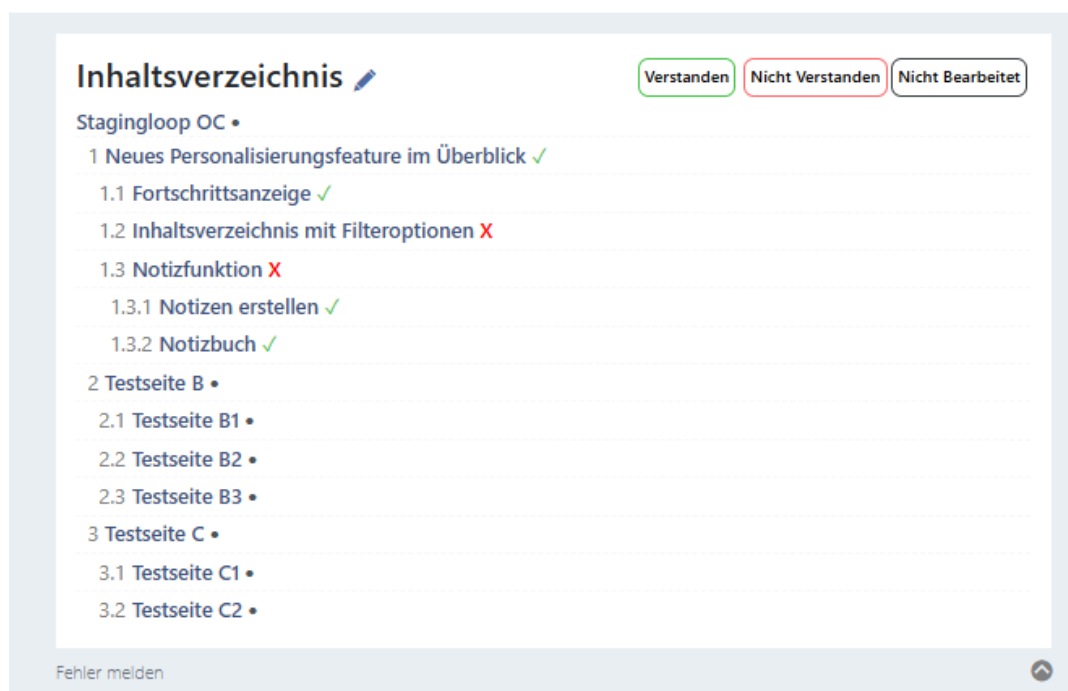 Inhaltsverzeichnis
Verstanden Nicht Verstanden Nicht Bearbeitet
Stagingloop OC •
1 Neues Personalisierungsfeature im Überblick ✓
1.1 Fortschrittsanzeige ✓
1.2 Inhaltsverzeichnis mit Filteroptionen X
1.3 Notizfunktion X
1.3.1 Notizen erstellen ✓
1.3.2 Notizbuch ✓
2 Testseite B •
2.1 Testseite B1 •
2.2 Testseite B2 •
2.3 Testseite B3 •
3 Testseite C •
3.1 Testseite C1 •
3.2 Testseite C2 •
Fehler melden